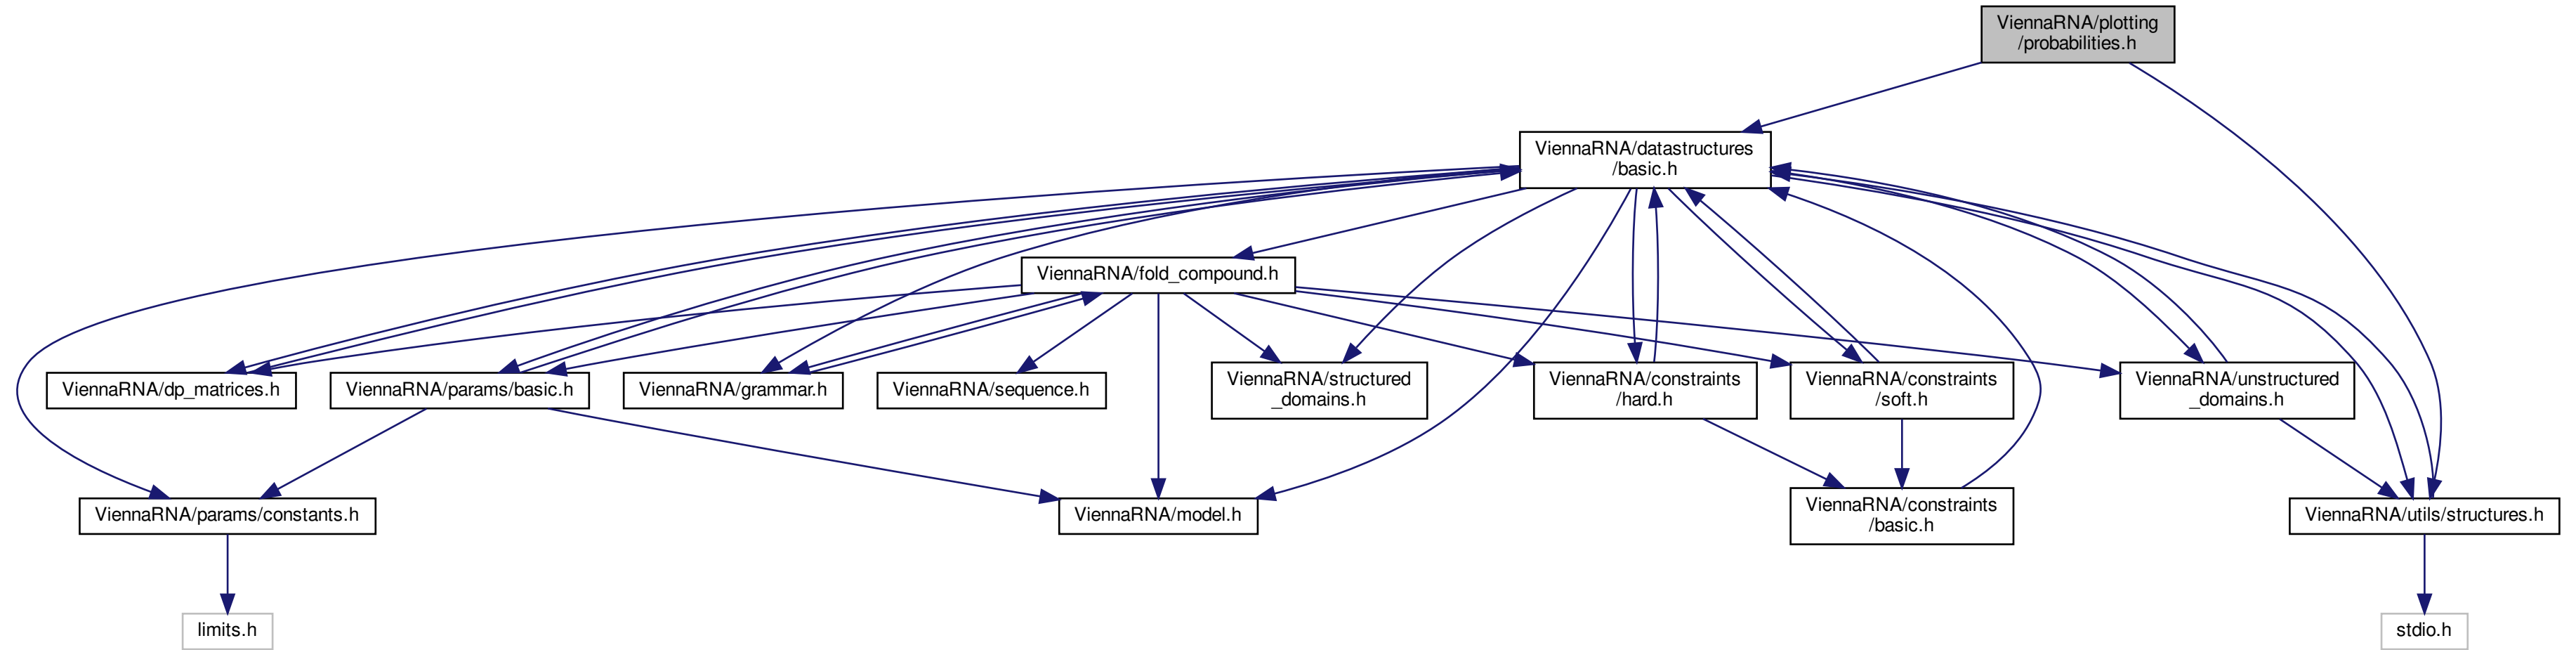 ViennaRNA/plotting
/probabilities.h
ViennaRNA/datastructures
/basic.h
ViennaRNA/fold_compound.h
ViennaRNA/dp_matrices.h
ViennaRNA/params/basic.h
ViennaRNA/grammar.h
ViennaRNA/sequence.h
ViennaRNA/structured
_domains.h
ViennaRNA/constraints
/hard.h
ViennaRNA/constraints
/soft.h
ViennaRNA/unstructured
_domains.h
ViennaRNA/params/constants.h
ViennaRNA/model.h
ViennaRNA/constraints
/basic.h
ViennaRNA/utils/structures.h
limits.h
stdio.h